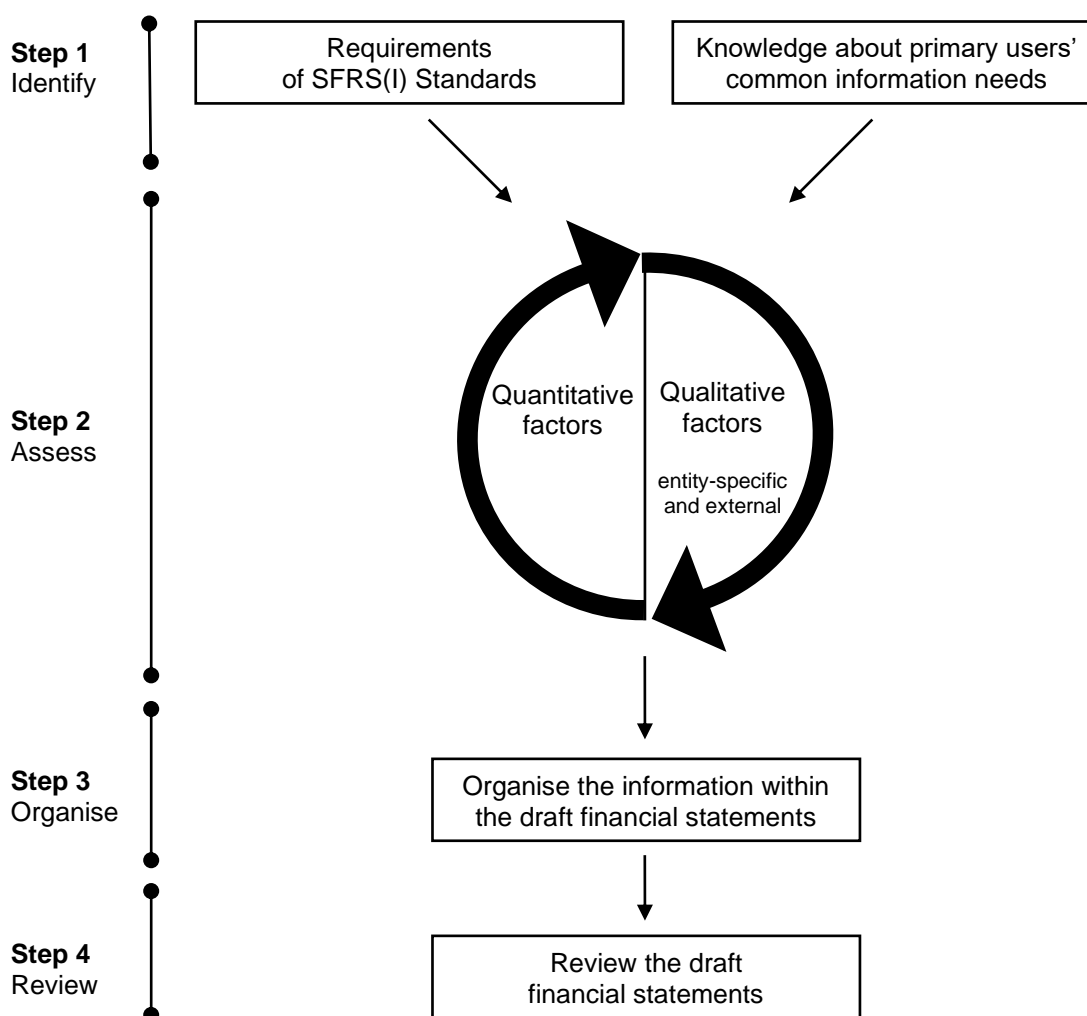 Step 1
Identify
Requirements
of SFRS(I) Standards
Knowledge about primary users’
common information needs
Step 2
Assess
Quantitative
factors
Qualitative
factors
entity-specific
and external
Step 3
Organise
Organise the information within
the draft financial statements
Step 4
Review
Review the draft
financial statements